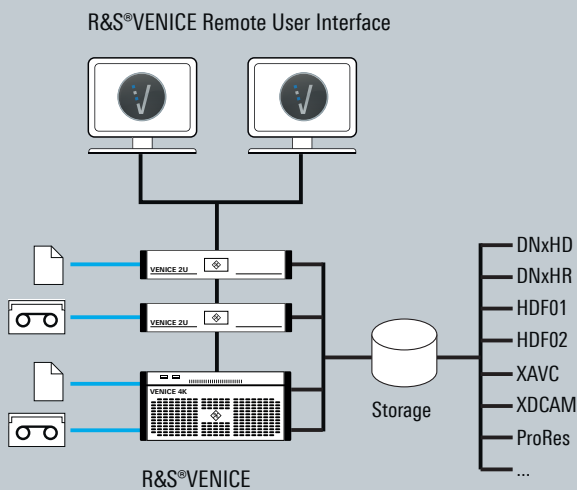 R&S®VENICE Remote User Interface
VENICE 2U
VENICE 2U
VENICE 4K
R&S®VENICE
Storage
DNxHD
DNxHR
HDF01
HDF02
XAVC
XDCAM
ProRes
...